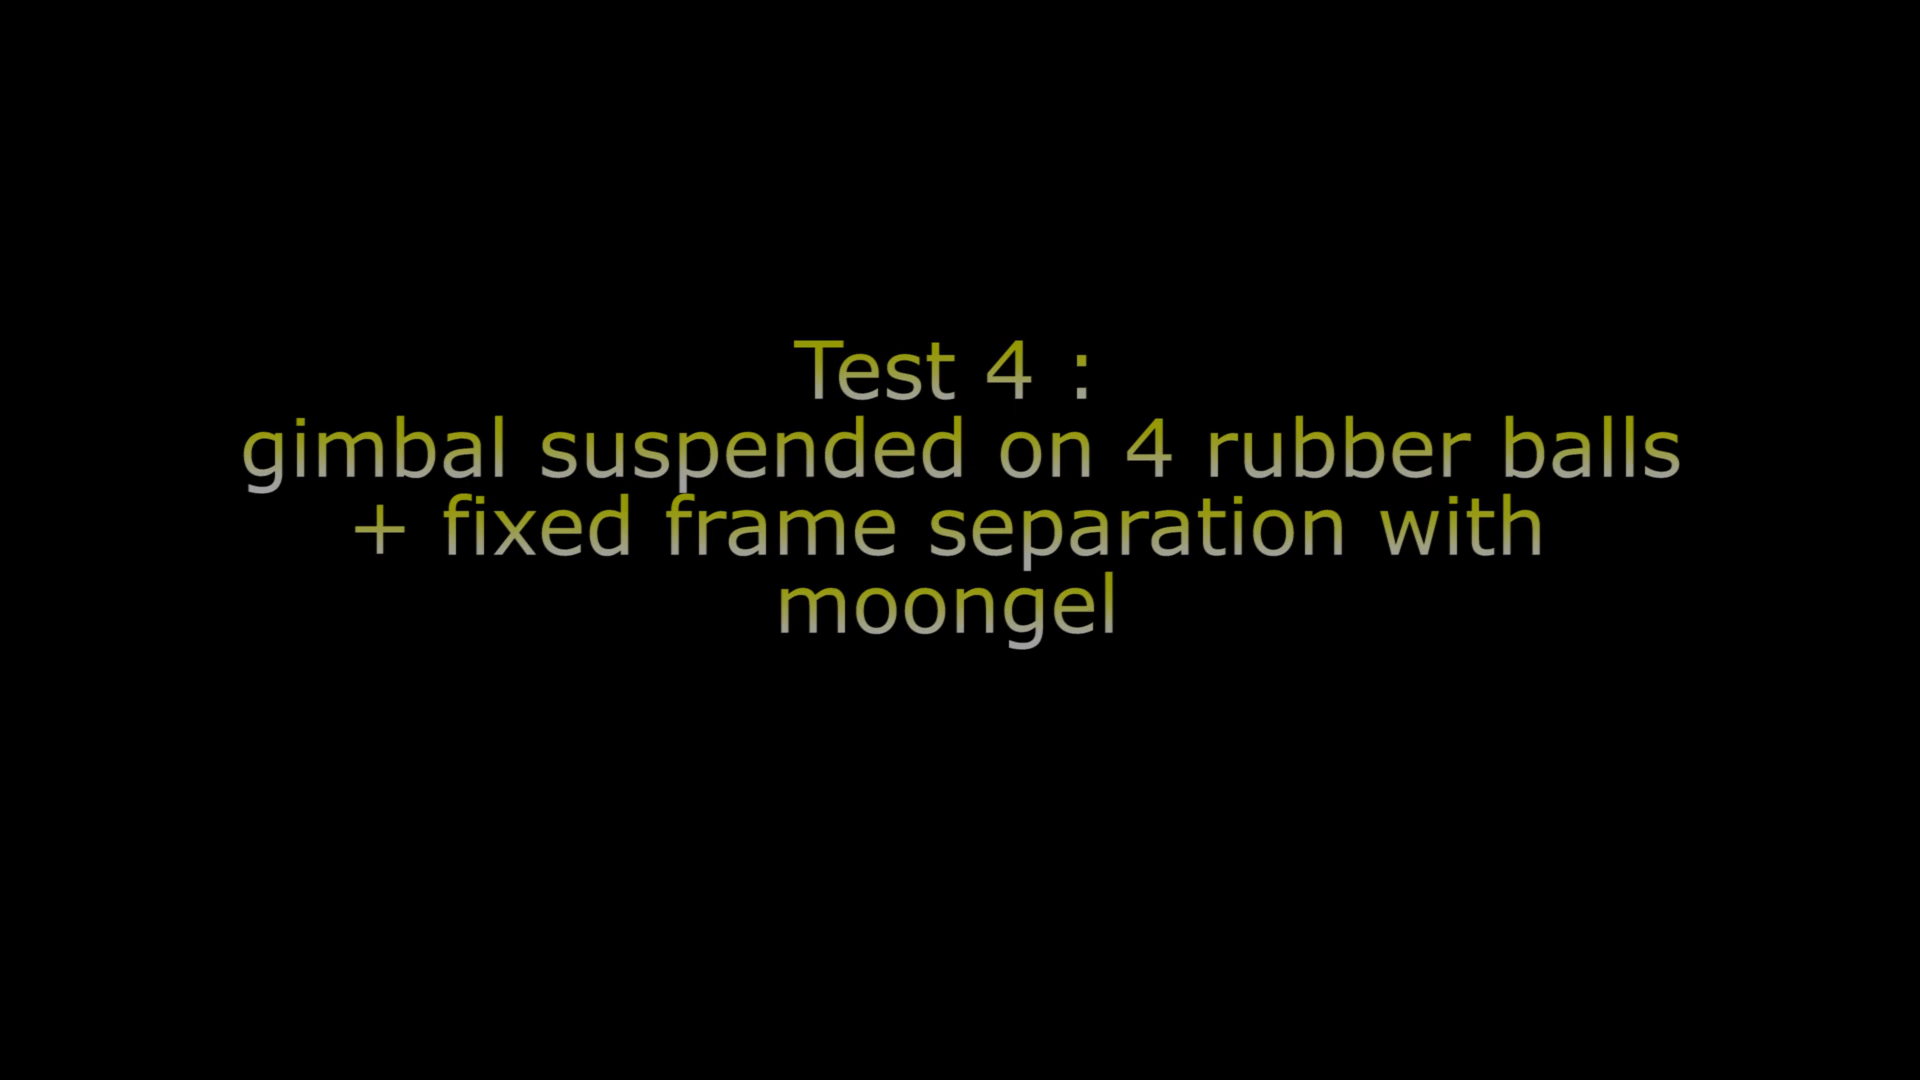 Test 4 :
gimbal suspended on 4 rubber balls
+ fixed frame separation with
moongel